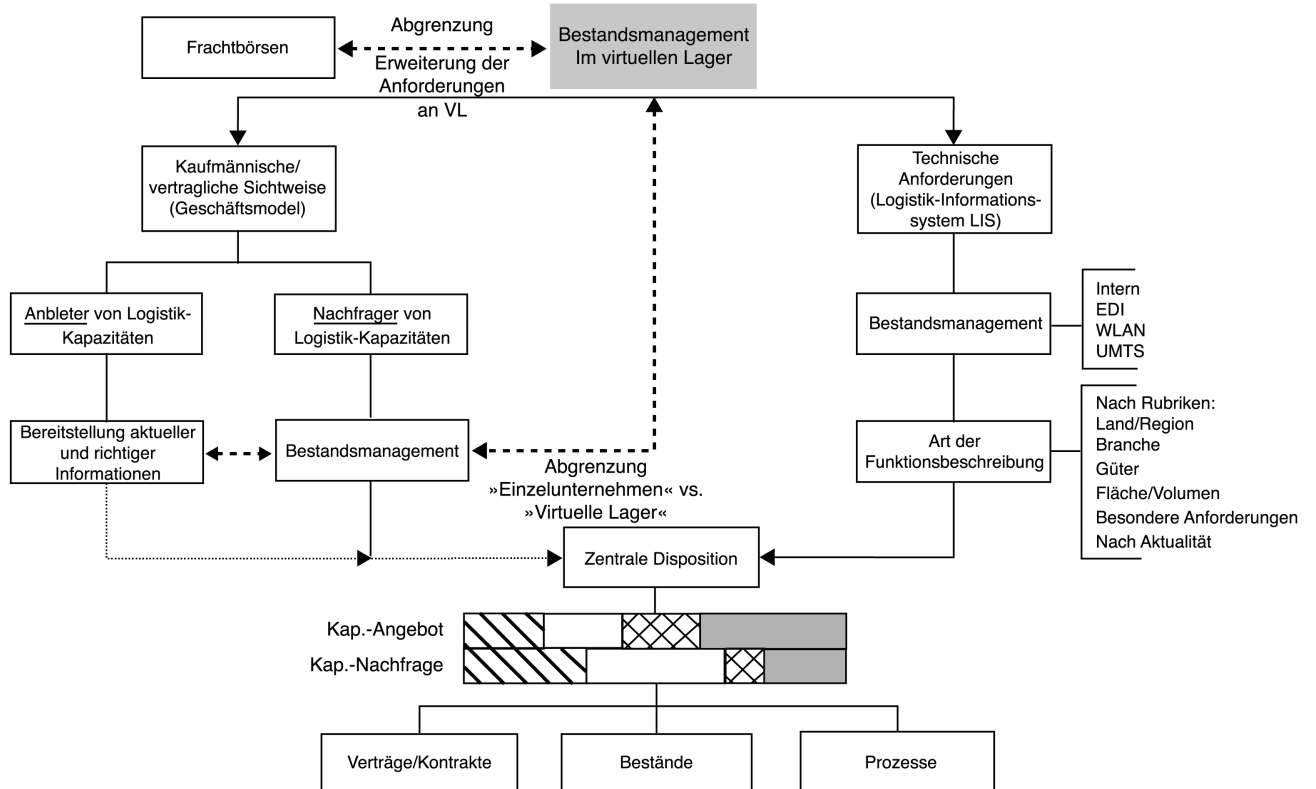 Frachtbörsen
Abgrenzung
Erweiterung der
Anforderungen
an VL
Bestandsmanagement
Im virtuellen Lager
Kaufmännische/
vertragliche Sichtweise
(Geschäftsmodel)
Technische
Anforderungen
(Logistik-Informations-
system LIS)
Anbleter von Logistik-
Kapazitäten
Nachfrager von
Logistik-Kapazitäten
Bestandsmanagement
Intern
EDI
WLAN
UMTS
Bereitstellung aktueller
und richtiger
Informationen
Bestandsmanagement
Abgrenzung
»Einzelunternehmen« vs.
»Virtuelle Lager«
Art der
Funktionsbeschreibung
Nach Rubriken:
Land/Region
Branche
Güter
Fläche/Volumen
Besondere Anforderungen
Nach Aktualität
Zentrale Disposition
Kap.-Angebot
Kap.-Nachfrage
Verträge/Kontrakte
Bestände
Prozesse